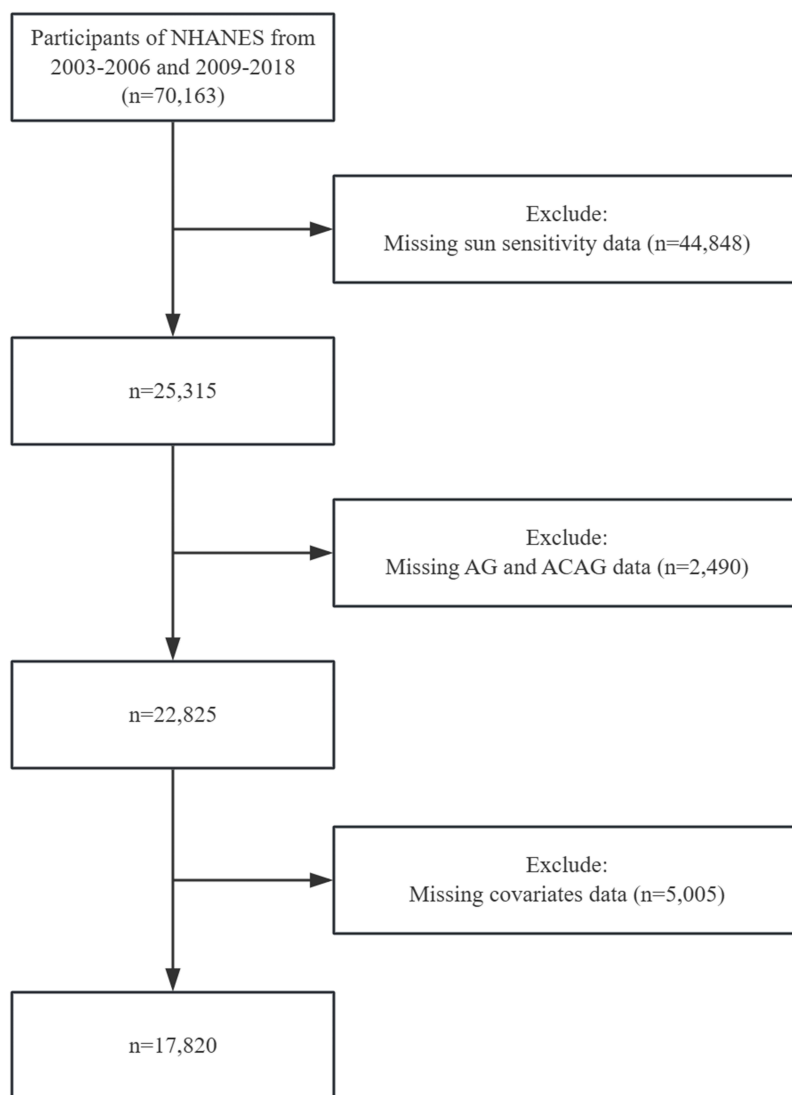 Participants of NHANES from
2003-2006 and 2009-2018
(n=70,163)
Exclude:
Missing sun sensitivity data (n=44,848)
n=25,315
Exclude:
Missing AG and ACAG data (n=2,490)
n=22,825
Exclude:
Missing covariates data (n=5,005)
n=17,820